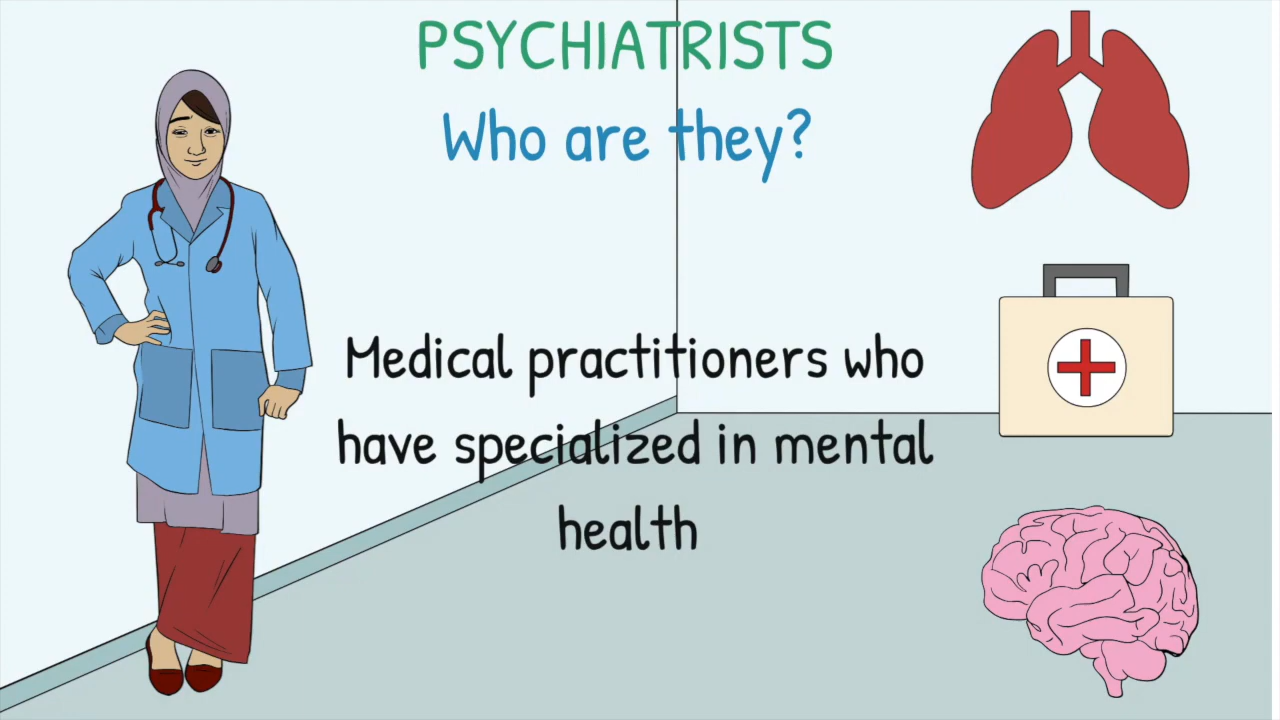 PSYCHIATRISTS
Who are they?
Medical practitioners who
have specialized in mental
health